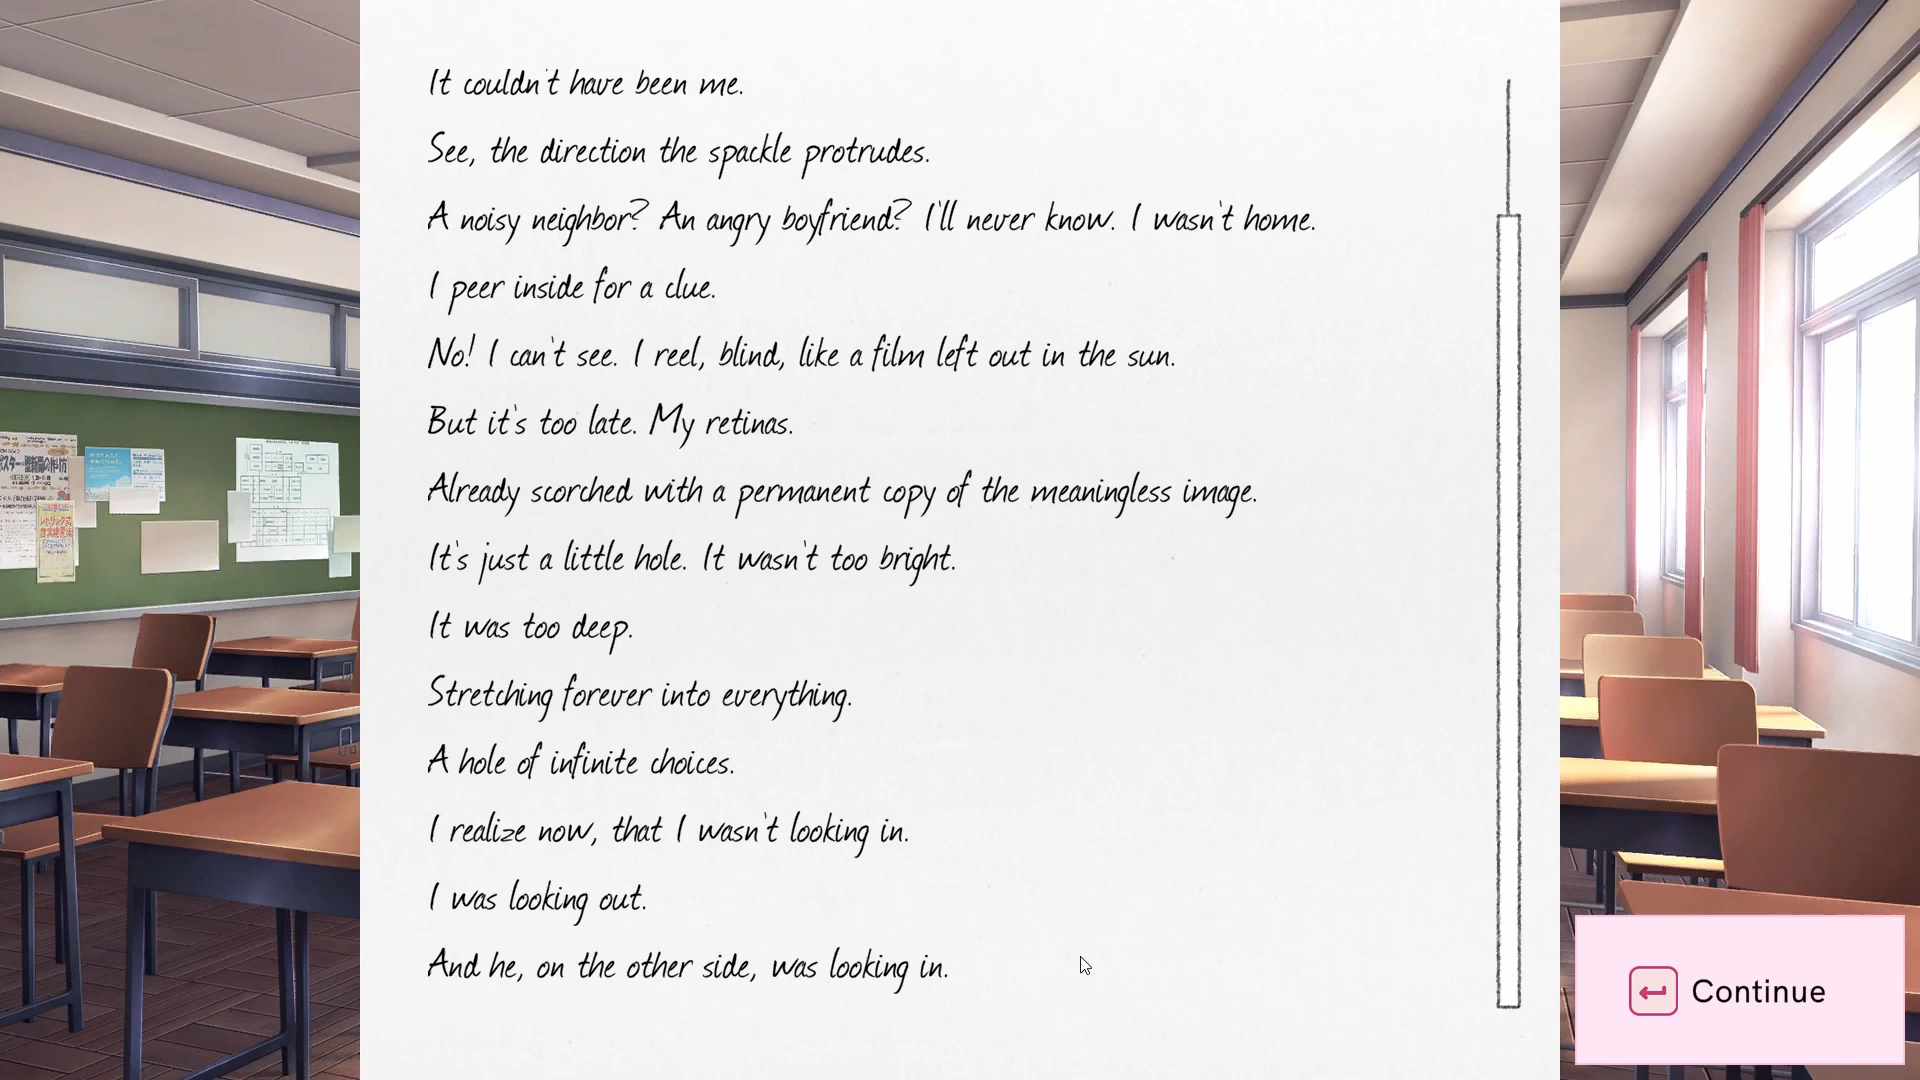 It couldn't have been me.
See, the direction the spackle protrudes.
A noisy neighbor? An angry boyfriend? I'll never know. I wasn't home.
I peer inside for a clue.
No! I can't see. I reel, blind, like a film left out in the sun.
But it's too late. My retinas.
Already scorched with a permanent copy of the meaningless image.
It's just a little hole. It wasn't too bright.
It was too deep.
Stretching forever into everything.
A hole of infinite choices.
I realize now, that I wasn't looking in.
I was looking out.
And he, on the other side, was looking in.
Continue